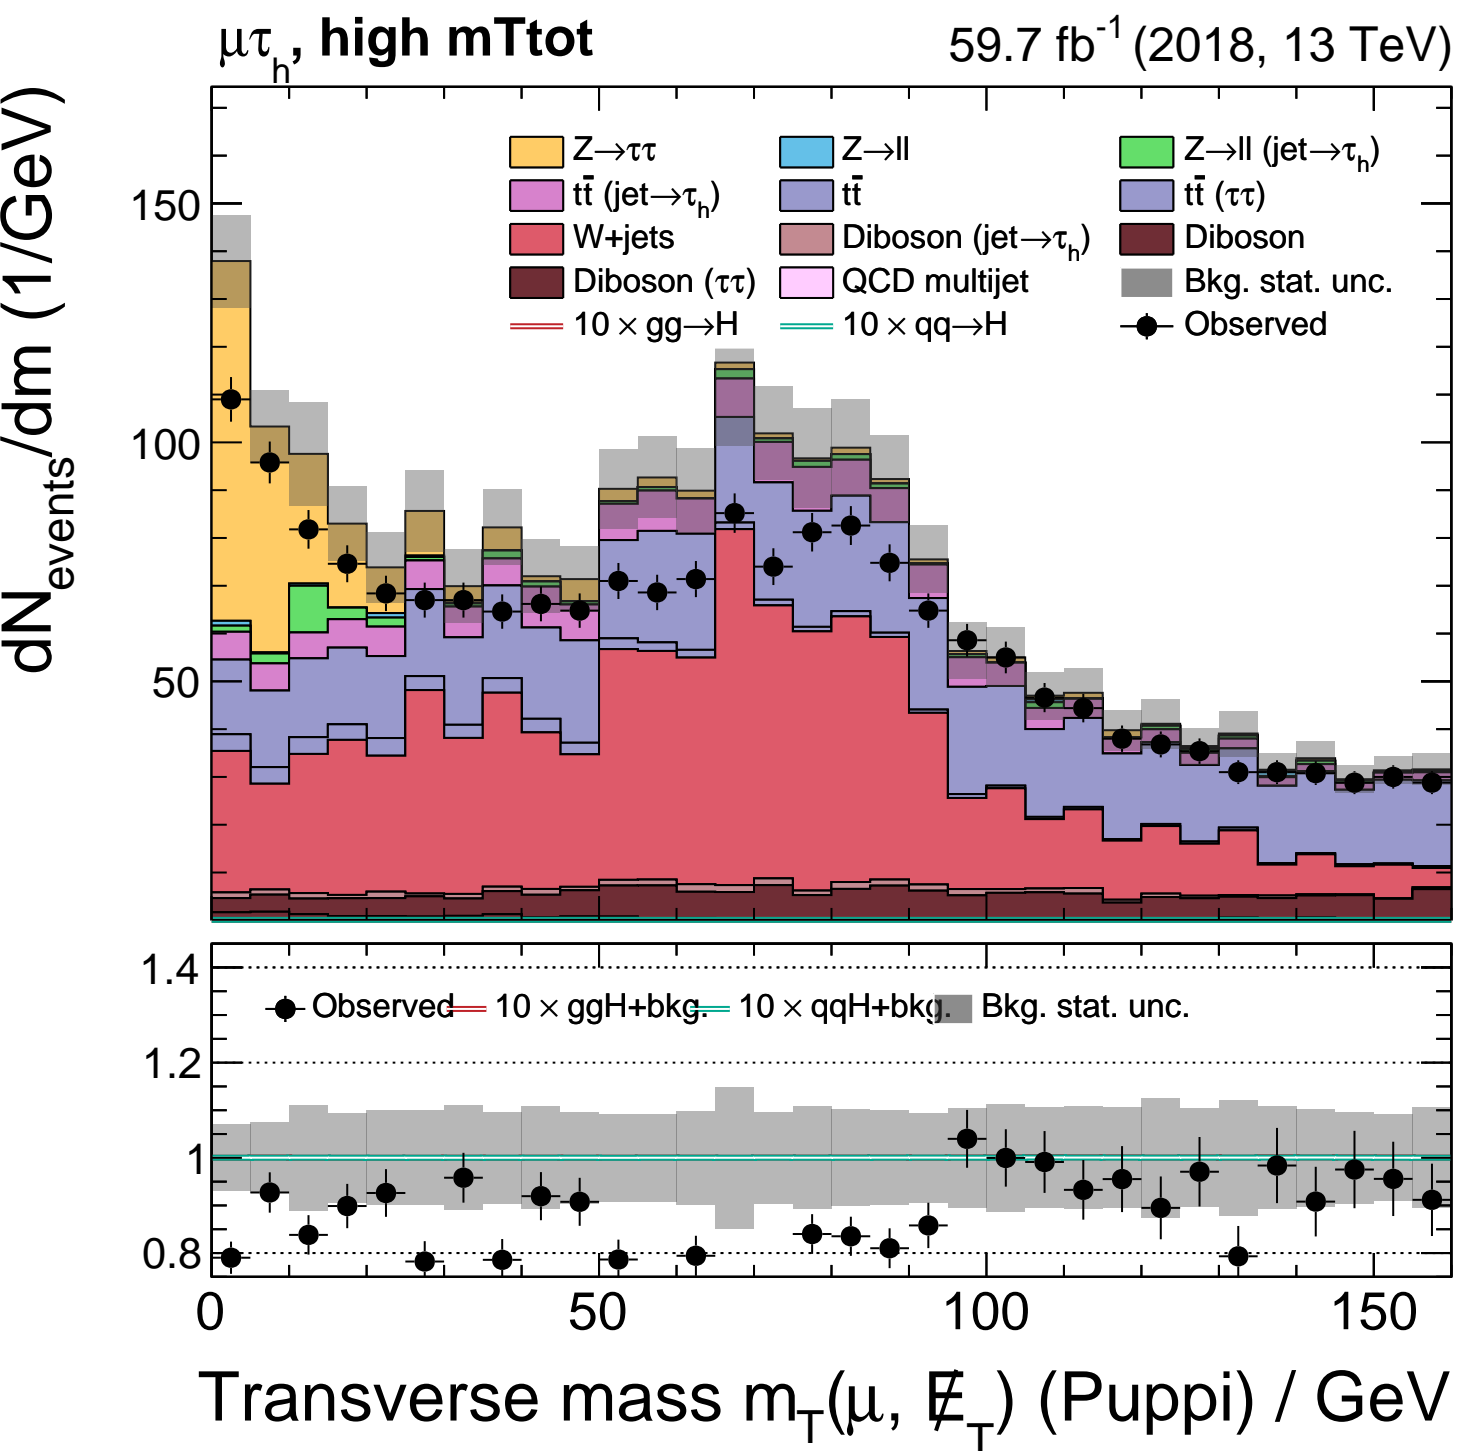 μτh, high mTtot 59.7 fb-1 (2018, 13 TeV)
dNevents/dm (1/GeV)
Z→ττ Z→ll Z→ll (jet→τh)
tt̄ (jet→τh) tt̄ tt̄ (ττ)
W+jets Diboson (jet→τh) Diboson
Diboson (ττ) QCD multijet Bkg. stat. unc.
10 × gg→H 10 × qq→H Observed
150
100
50
1.4
Observed 10 × ggH+bkg. 10 × qqH+bkg. Bkg. stat. unc.
1.2
1
0.8
0 50 100 150
Transverse mass mT(μ, E̸T) (Puppi) / GeV